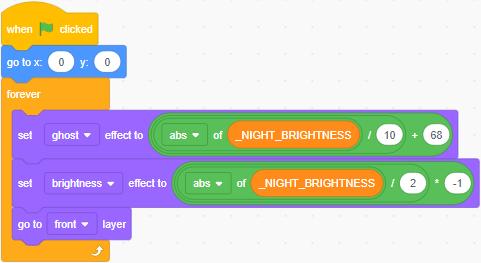 when clicked
go to x: 0 y: 0
forever
set ghost effect to abs of _NIGHT_BRIGHTNESS / 10 + 68
set brightness effect to abs of _NIGHT_BRIGHTNESS / 2 * -1
go to front layer